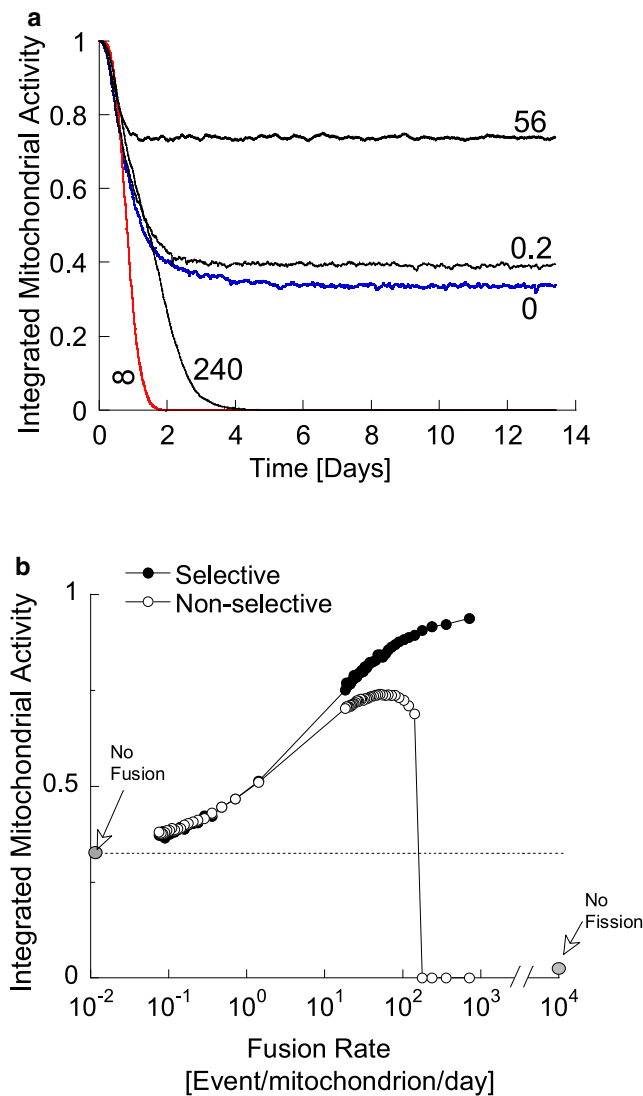 a
Integrated Mitochondrial Activity
1
0.8
0.6
0.4
0.2
0
56
0.2
0
240
∞
0 2 4 6 8 10 12 14
Time [Days]
b
Selective
Non-selective
Integrated Mitochondrial Activity
1
0.5
0
No
Fusion
No
Fission
10-2 10-1 100 101 102 103 104
Fusion Rate
[Event/mitochondrion/day]